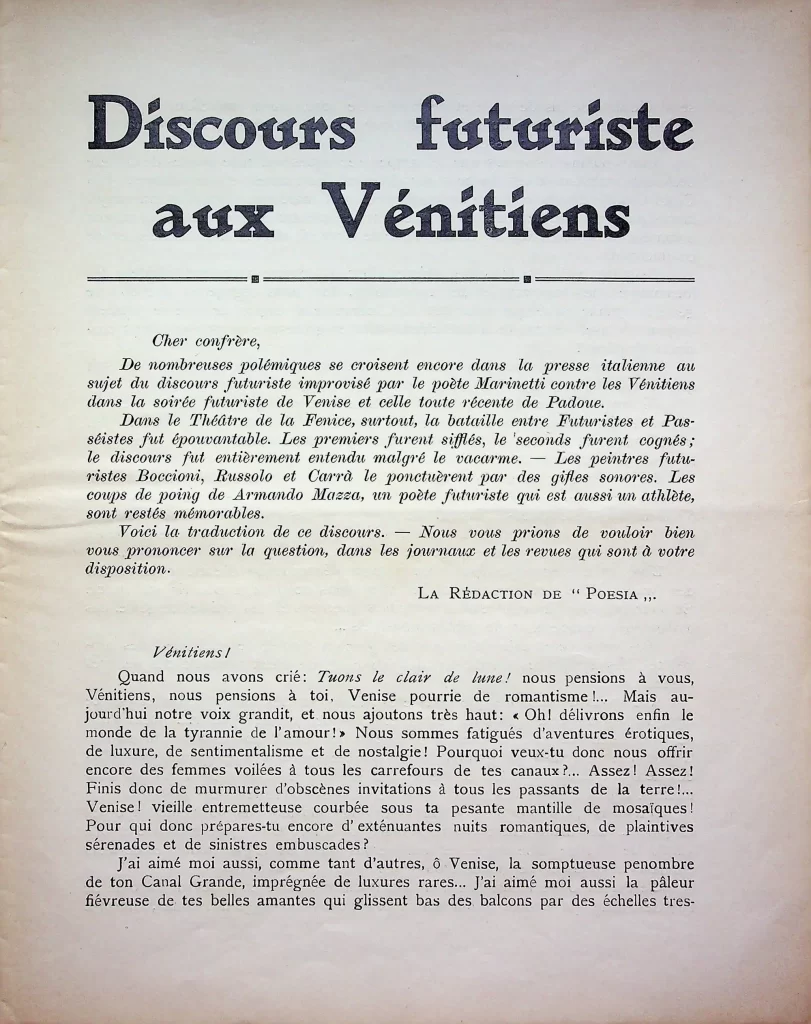 Discours futuriste
aux Vénitiens
Cher confrère,
De nombreuses polémiques se croisent encore dans la presse italienne au
sujet du discours futuriste improvisé par le poète Marinetti contre les Vénitiens
dans la soirée futuriste de Venise et celle toute récente de Padoue.
Dans le Théâtre de la Fenice, surtout, la bataille entre Futuristes et Pas-
séistes fut épouvantable. Les premiers furent sifflés, le 'seconds furent cognés;
le discours fut entièrement entendu malgré le vacarme. — Les peintres futu-
ristes Boccioni, Russolo et Carrà le ponctuèrent par des gifles sonores. Les
coups de poing de Armando Mazza, un poète futuriste qui est aussi un athlète,
sont restés mémorables.
Voici la traduction de ce discours. — Nous vous prions de vouloir bien
vous prononcer sur la question, dans les journaux et les revues qui sont à votre
disposition.
La Rédaction de “ Poesia „.
Vénitiens!
Quand nous avons crié: Tuons le clair de lune! nous pensions à vous,
Vénitiens, nous pensions à toi, Venise pourrie de romantisme!... Mais au-
jourd'hui notre voix grandit, et nous ajoutons très haut: « Oh! délivrons enfin le
monde de la tyrannie de l'amour!» Nous sommes fatigués d'aventures érotiques,
de luxure, de sentimentalisme et de nostalgie! Pourquoi veux-tu donc nous offrir
encore des femmes voilées à tous les carrefours de tes canaux?... Assez! Assez!
Finis donc de murmurer d'obscènes invitations à tous les passants de la terre!...
Venise! vieille entremetteuse courbée sous ta pesante mantille de mosaïques!
Pour qui donc prépares-tu encore d'exténuantes nuits romantiques, de plaintives
sérénades et de sinistres embuscades?
J'ai aimé moi aussi, comme tant d'autres, ô Venise, la somptueuse penombre
de ton Canal Grande, imprégnée de luxures rares... J'ai aimé moi aussi la pâleur
fiévreuse de tes belles amantes qui glissent bas des balcons par des échelles tres-